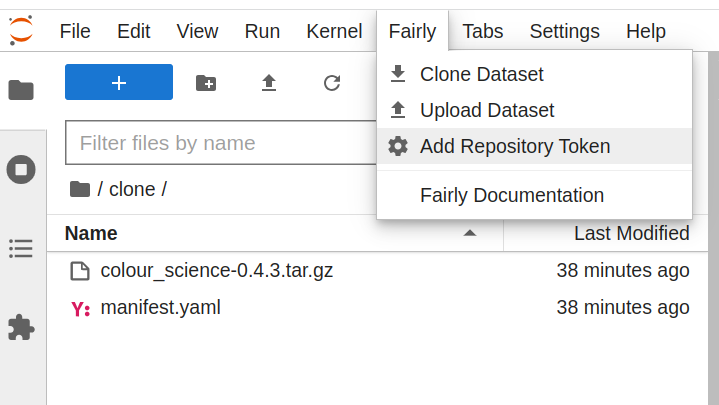 File Edit View Run Kernel Fairly Tabs Settings Help
Clone Dataset
Upload Dataset
Add Repository Token
Fairly Documentation
Filter files by name
/ clone /
Name Last Modified
colour_science-0.4.3.tar.gz 38 minutes ago
Y: manifest.yaml 38 minutes ago